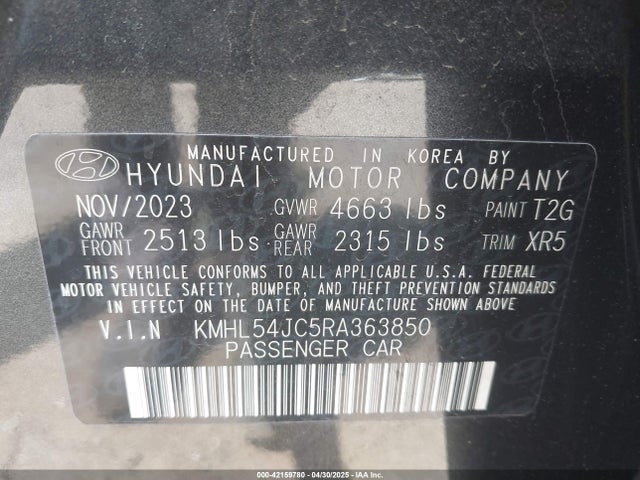 MANUFACTURED IN KOREA BY
HYUNDAI MOTOR COMPANY
NOV/2023 GVWR 4663 lbs PAINT T2G
GAWR FRONT 2513 lbs GAWR REAR 2315 lbs TRIM XR5
THIS VEHICLE CONFORMS TO ALL APPLICABLE U.S.A. FEDERAL
MOTOR VEHICLE SAFETY, BUMPER, AND THEFT PREVENTION STANDARDS
IN EFFECT ON THE DATE OF MANUFACTURE SHOWN ABOVE.
V.I.N KMHL54JC5RA363850
PASSENGER CAR
000-42159780 - 04/30/2025 - IAA Inc.